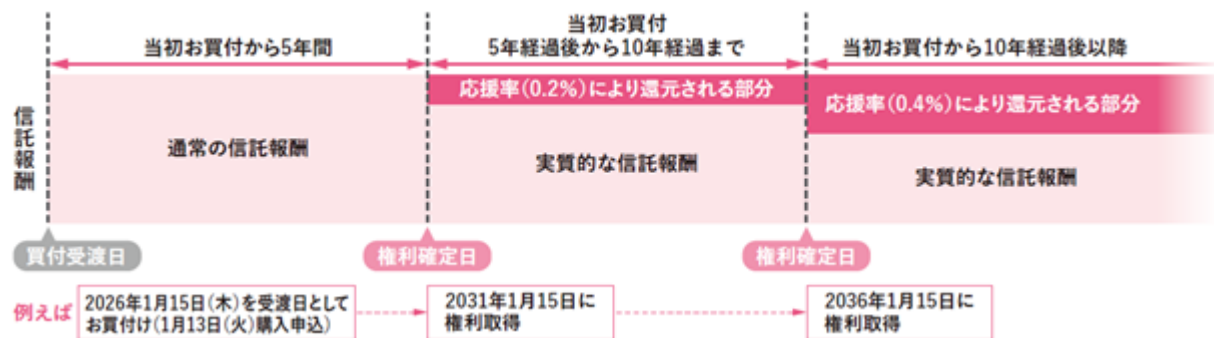 当初お買付から5年間
当初お買付
5年経過後から10年経過まで
当初お買付から10年経過後以降
信託報酬
通常の信託報酬
応援率(0.2%)により還元される部分
実質的な信託報酬
応援率(0.4%)により還元される部分
実質的な信託報酬
買付受渡日
権利確定日
権利確定日
例えば
2026年1月15日(木)を受渡日として
お買付け(1月13日(火)購入申込)
2031年1月15日に
権利取得
2036年1月15日に
権利取得